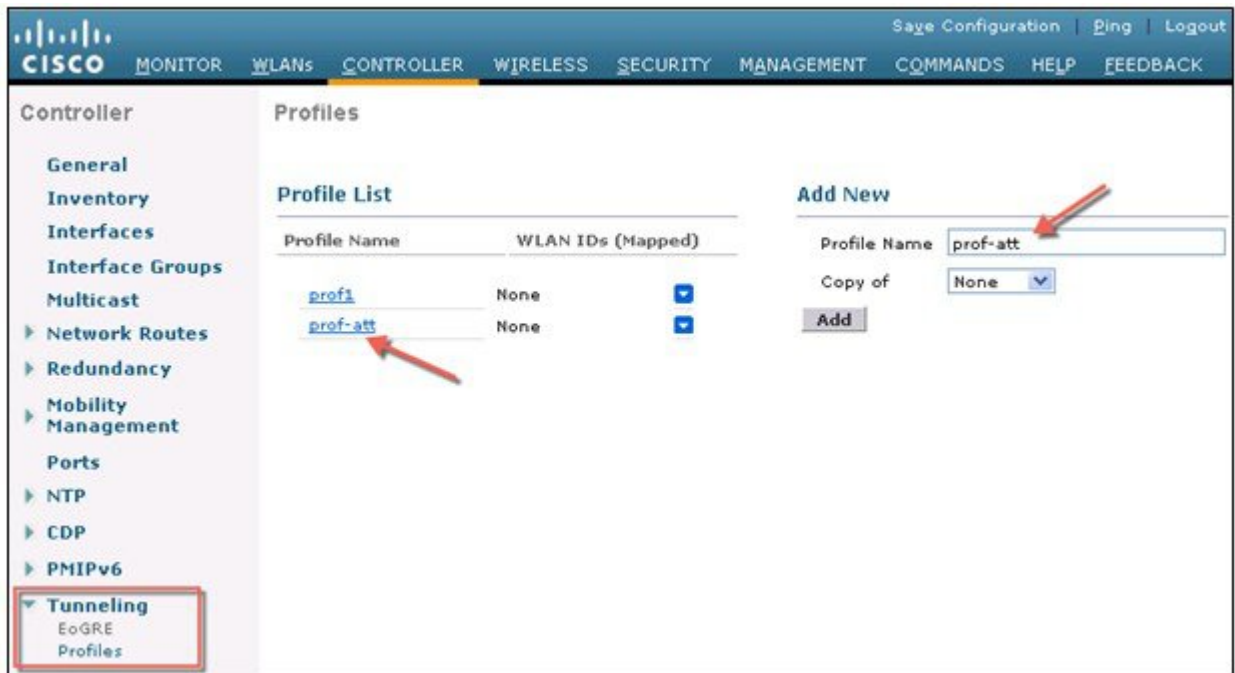 Save Configuration | Ping | Logout
CISCO MONITOR WLANs CONTROLLER WIRELESS SECURITY MANAGEMENT COMMANDS HELP FEEDBACK
Controller
General
Inventory
Interfaces
Interface Groups
Multicast
Network Routes
Redundancy
Mobility
Management
Ports
NTP
CDP
PMIPv6
Tunneling
EoGRE
Profiles
Profiles
Profile List
Profile Name WLAN IDs (Mapped)
prof1 None
prof-att None
Add New
Profile Name prof-att
Copy of None
Add